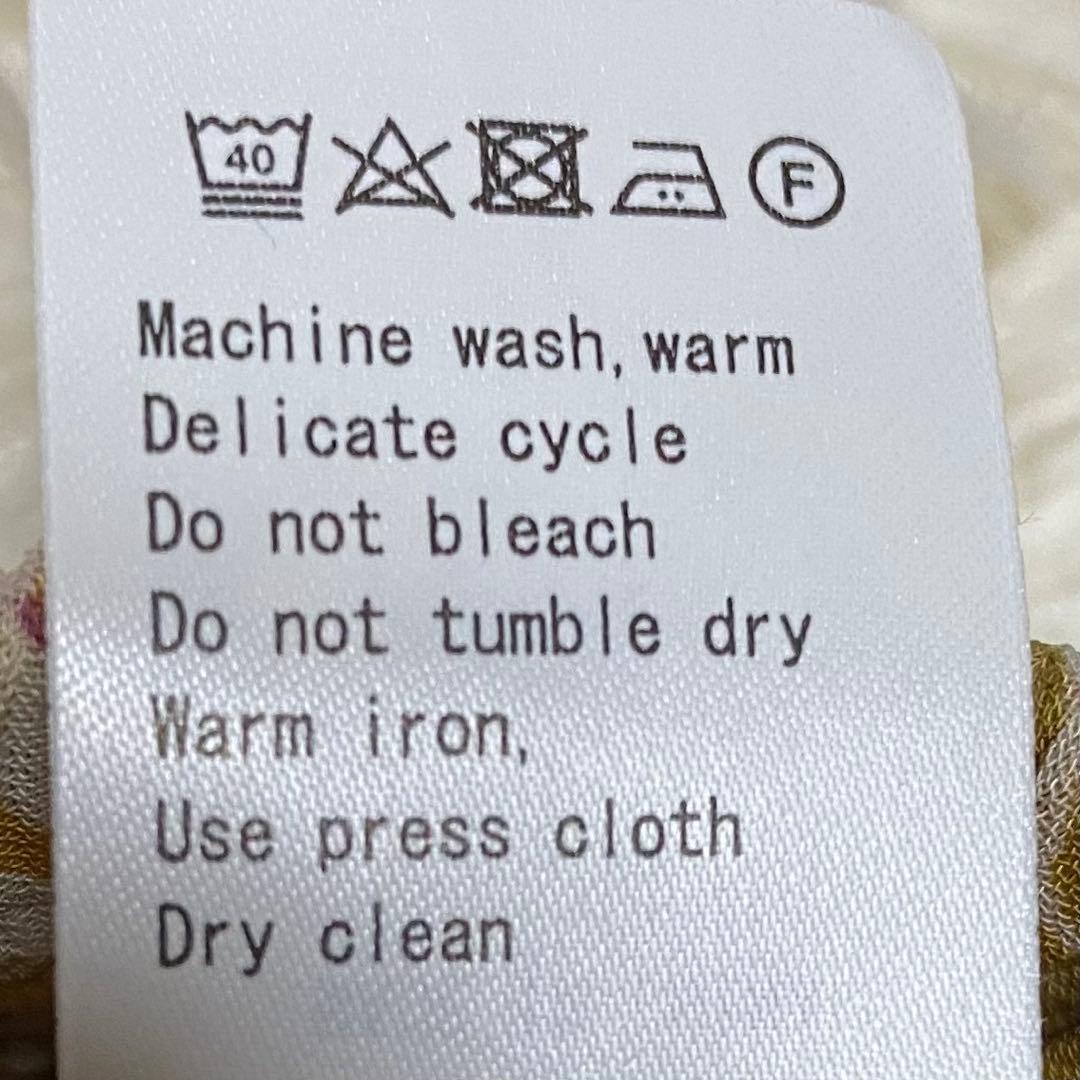 40 F
Machine wash, warm
Delicate cycle
Do not bleach
Do not tumble dry
Warm iron,
Use press cloth
Dry clean